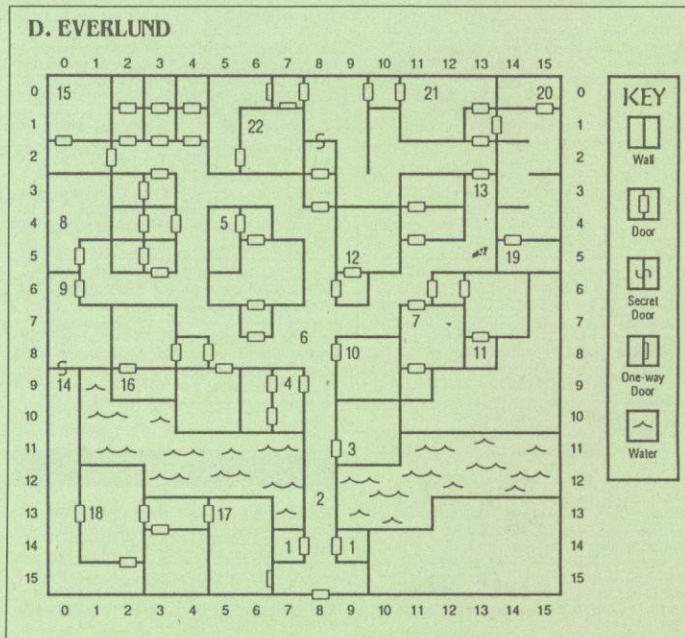 D. EVERLUND
0 1 2 3 4 5 6 7 8 9 10 11 12 13 14 15
0 15 21 20 0
1 22 1
2 2
3 13 3
4 8 5 4
5 12 19 5
6 9 6
7 6 7 7
8 10 11 8
9 14 16 4 9
10 10
11 3 11
12 2 12
13 18 17 13
14 1 1 14
15 15
0 1 2 3 4 5 6 7 8 9 10 11 12 13 14 15
KEY
Wall
Door
Secret
Door
One-way
Door
Water